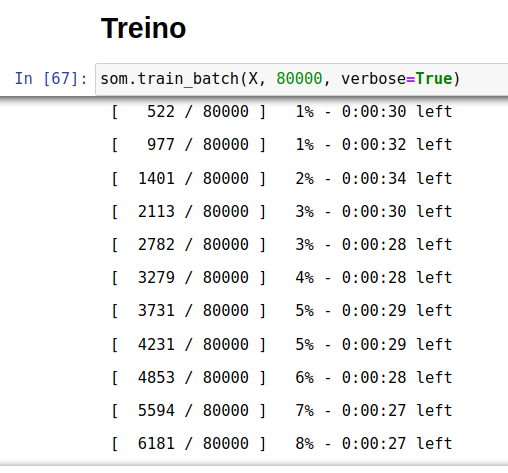 Treino
In [67]: som.train_batch(X, 80000, verbose=True)
[   522 / 80000 ]   1% - 0:00:30 left
[   977 / 80000 ]   1% - 0:00:32 left
[  1401 / 80000 ]   2% - 0:00:34 left
[  2113 / 80000 ]   3% - 0:00:30 left
[  2782 / 80000 ]   3% - 0:00:28 left
[  3279 / 80000 ]   4% - 0:00:28 left
[  3731 / 80000 ]   5% - 0:00:29 left
[  4231 / 80000 ]   5% - 0:00:29 left
[  4853 / 80000 ]   6% - 0:00:28 left
[  5594 / 80000 ]   7% - 0:00:27 left
[  6181 / 80000 ]   8% - 0:00:27 left